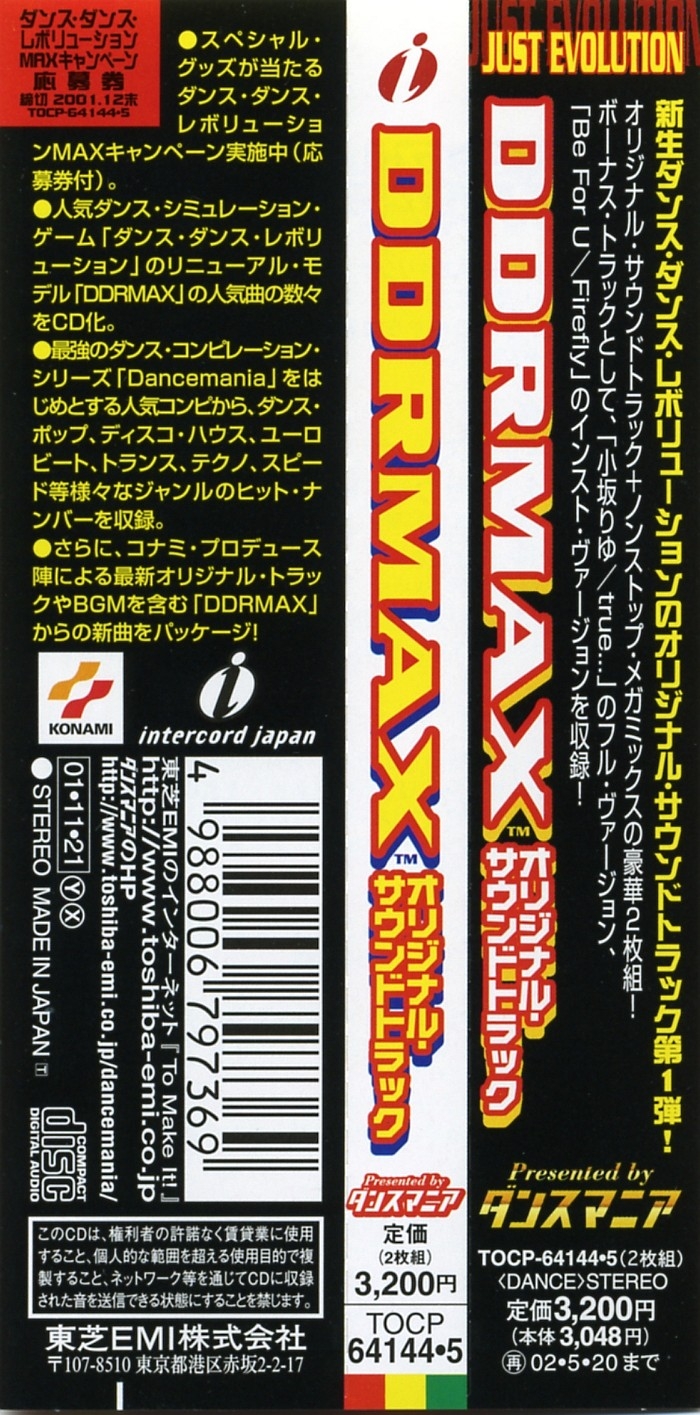 JUST EVOLUTION
新生ダンス・ダンス・レボリューションのオリジナル・サウンドトラック第1弾！
オリジナル・サウンドトラック＋ノンストップ・メガミックスの豪華2枚組！
ボーナス・トラックとして、「小坂りゆ／true…」のフル・ヴァージョン、
「Be For U／Firefly」のインスト・ヴァージョンを収録！
DDRMAX™
オリジナル・
サウンドトラック
Presented by
ダンスマニア
TOCP-64144•5（2枚組）
〈DANCE〉STEREO
定価3,200円
（本体 3,048円）
再 02•5•20まで
i
DDRMAX™
オリジナル・
サウンドトラック
Presented by
ダンスマニア
定価
（2枚組）
3,200円
TOCP
64144•5
ダンス・ダンス・
レボリューション
MAXキャンペーン
応募券
締切 2001.12末
TOCP-64144•5
●スペシャル・
グッズが当たる
ダンス・ダンス・
レボリューショ
ンMAXキャンペーン実施中（応
募券付）。
●人気ダンス・シミュレーション・
ゲーム「ダンス・ダンス・レボリ
ューション」のリニューアル・モ
デル「DDRMAX」の人気曲の数々
をCD化。
●最強のダンス・コンピレーション・
シリーズ「Dancemania」をは
じめとする人気コンピから、ダンス・
ポップ、ディスコ・ハウス、ユーロ
ビート、トランス、テクノ、スピー
ド等様々なジャンルのヒット・ナ
ンバーを収録。
●さらに、コナミ・プロデュース
陣による最新オリジナル・トラッ
クやBGMを含む「DDRMAX」
からの新曲をパッケージ!
KONAMI
i
intercord japan
4 988006 797369
東芝EMIのインターネット『To Make It!』
http://www.toshiba-emi.co.jp
ダンスマニアのHP
http://www.toshiba-emi.co.jp/dancemania/
01•11•21 Ⓨ Ⓧ
●STEREO MADE IN JAPAN T
COMPACT
disc
DIGITAL AUDIO
このCDは、権利者の許諾なく賃貸業に使用
すること、個人的な範囲を超える使用目的で複
製すること、ネットワーク等を通じてCDに収録
された音を送信できる状態にすることを禁じます。
東芝EMI株式会社
〒107-8510 東京都港区赤坂2-2-17